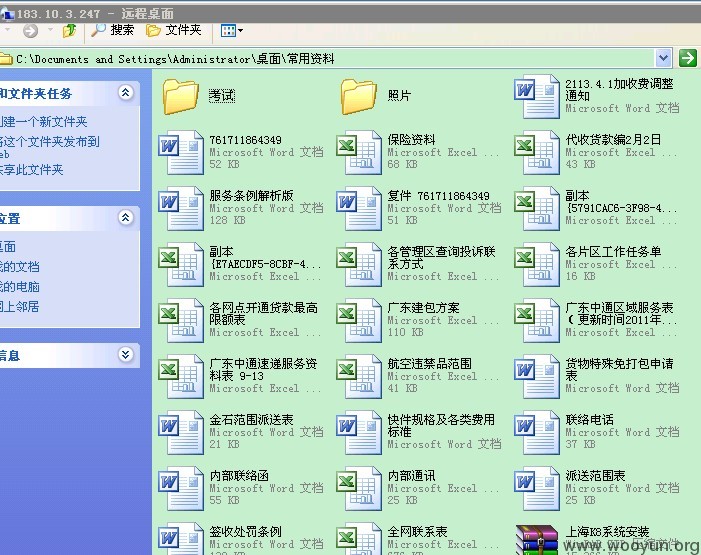 183.10.3.247 - 远程桌面
搜索 文件夹
C:\Documents and Settings\Administrator\桌面\常用资料
和文件夹任务
创建一个新文件夹
将这个文件夹发布到
eb
共享此文件夹
位置
桌面
我的文档
我的电脑
网上邻居
信息
考试
照片
2113.4.1加收费调整
通知
Microsoft Word 文档
761711864349
Microsoft Word 文档
52 KB
保险资料
Microsoft Excel ...
68 KB
代收货款编2月2日
Microsoft Excel ...
43 KB
服务条例解析版
Microsoft Word 文档
128 KB
复件 761711864349
Microsoft Word 文档
51 KB
副本
{5791CAC6-3F98-4...
Microsoft Excel ...
副本
{E7AECDF5-8CBF-4...
Microsoft Excel ...
各管理区查询投诉联
系方式
Microsoft Excel ...
各片区工作任务单
Microsoft Excel ...
16 KB
各网点开通贷款最高
限额表
Microsoft Excel ...
广东建包方案
Microsoft Excel ...
110 KB
广东中通区域服务表
（更新时间2011年...
Microsoft Excel ...
广东中通速递服务资
料表 9-13
Microsoft Excel ...
航空违禁品范围
Microsoft Excel ...
41 KB
货物特殊免打包申请
表
Microsoft Word 文档
金石范围派送表
Microsoft Word 文档
21 KB
快件规格及各类费用
标准
Microsoft Word 文档
联络电话
Microsoft Word 文档
37 KB
内部联络函
Microsoft Word 文档
55 KB
内部通讯
Microsoft Excel ...
25 KB
派送范围表
Microsoft Word 文档
25 KB
签收处罚条例
Microsoft Word 文档
129 KB
全网联系表
Microsoft Excel ...
上海K8系统安装
www.wooyun.org